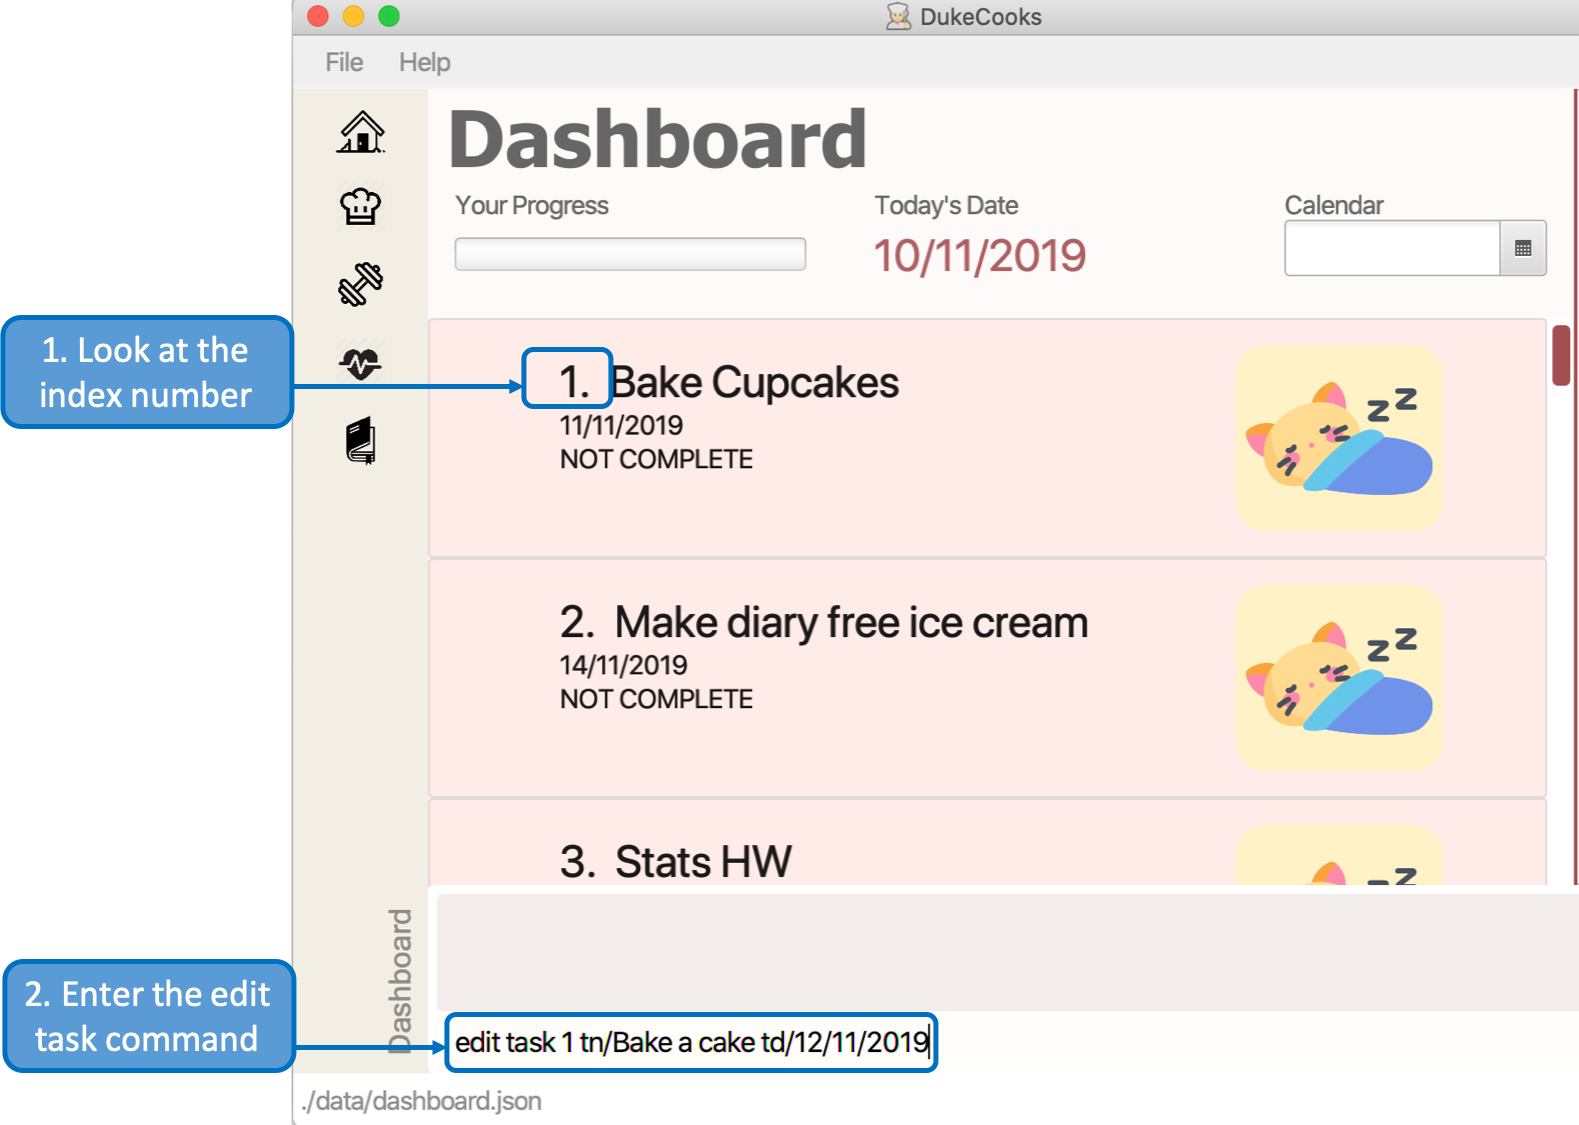 DukeCooks
File Help
Dashboard
Your Progress
Today's Date
Calendar
10/11/2019
1. Look at the
index number
1. Bake Cupcakes
11/11/2019
NOT COMPLETE
z z
2. Make diary free ice cream
14/11/2019
NOT COMPLETE
z z
3. Stats HW
z
Dashboard
2. Enter the edit
task command
edit task 1 tn/Bake a cake td/12/11/2019
./data/dashboard.json